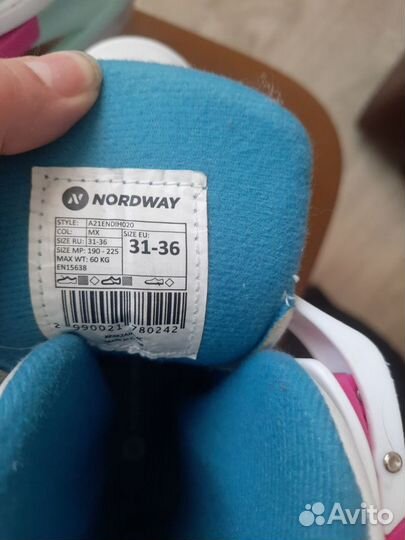 NORDWAY
STYLE: A21ENDIH020
COL: MX
SIZE RU: 31-36
SIZE MP: 190 - 225
MAX WT: 60 KG
EN15638
SIZE EU:
31-36
2 990021 780242
Avito